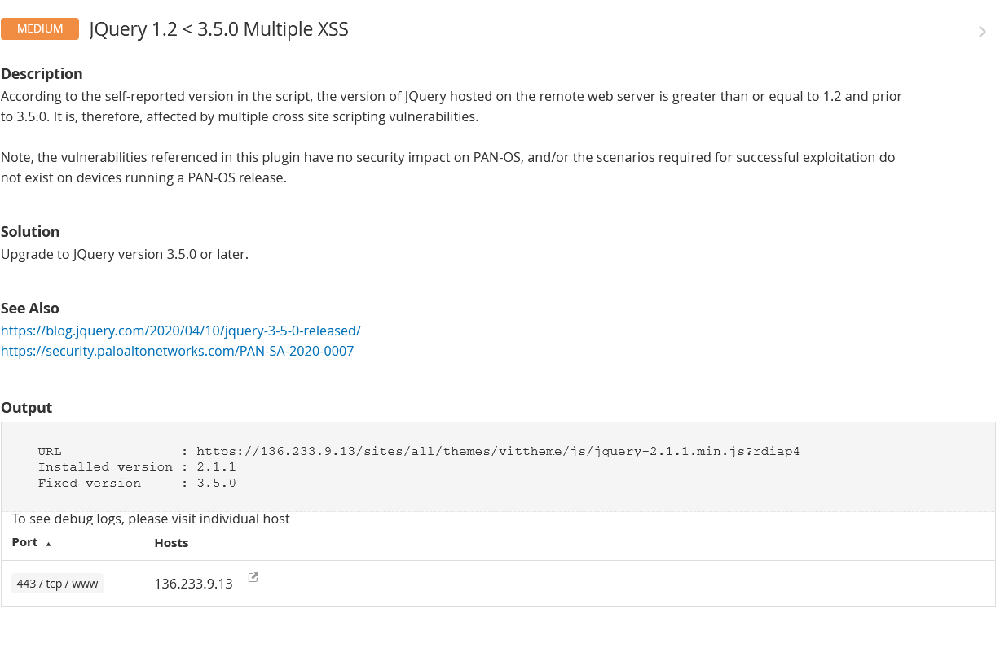 MEDIUM JQuery 1.2 < 3.5.0 Multiple XSS
Description
According to the self-reported version in the script, the version of JQuery hosted on the remote web server is greater than or equal to 1.2 and prior
to 3.5.0. It is, therefore, affected by multiple cross site scripting vulnerabilities.
Note, the vulnerabilities referenced in this plugin have no security impact on PAN-OS, and/or the scenarios required for successful exploitation do
not exist on devices running a PAN-OS release.
Solution
Upgrade to JQuery version 3.5.0 or later.
See Also
https://blog.jquery.com/2020/04/10/jquery-3-5-0-released/
https://security.paloaltonetworks.com/PAN-SA-2020-0007
Output
URL : https://136.233.9.13/sites/all/themes/vittheme/js/jquery-2.1.1.min.js?rdiap4
Installed version : 2.1.1
Fixed version : 3.5.0
To see debug logs, please visit individual host
Port ▲ Hosts
443 / tcp / www 136.233.9.13